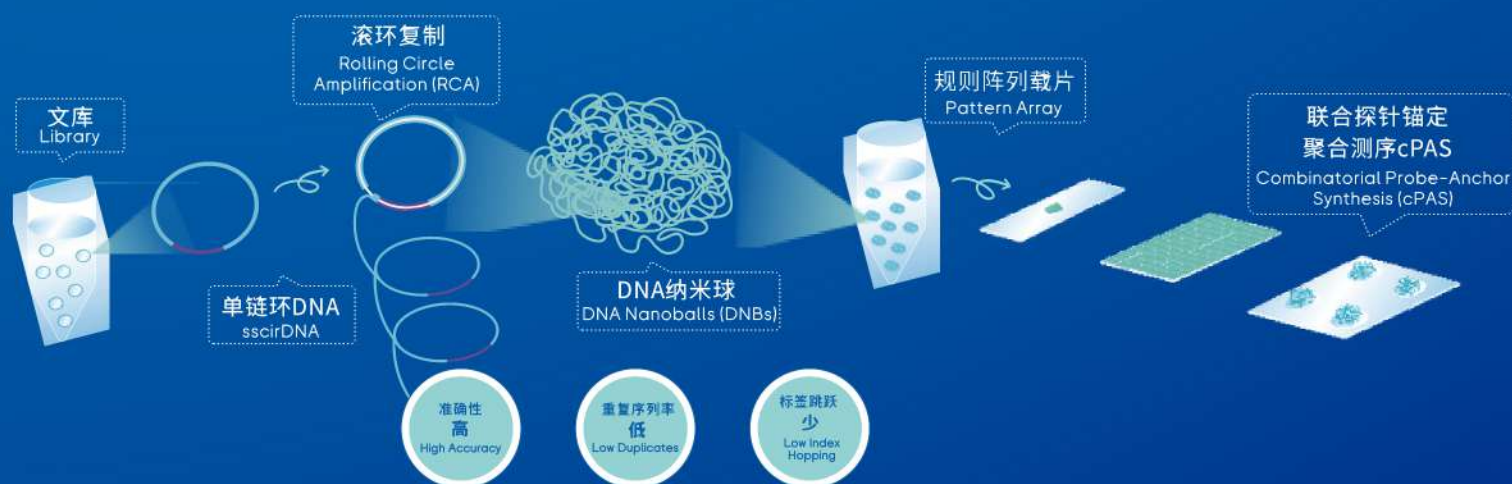 文库
Library
单链环DNA
sscirDNA
滚环复制
Rolling Circle
Amplification (RCA)
DNA纳米球
DNA Nanoballs (DNBs)
规则阵列载片
Pattern Array
联合探针锚定
聚合测序cPAS
Combinatorial Probe-Anchor
Synthesis (cPAS)
准确性
高
High Accuracy
重复序列率
低
Low Duplicates
标签跳跃
少
Low Index
Hopping